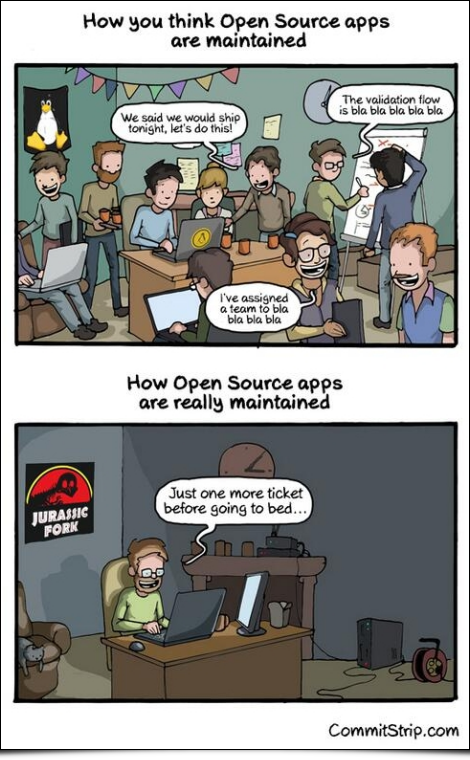 How you think Open Source apps
are maintained
We said we would ship
tonight, let's do this!
The validation flow
is bla bla bla bla bla
I've assigned
a team to bla
bla bla bla
How Open Source apps
are really maintained
Just one more ticket
before going to bed...
JURASSIC
FORK
CommitStrip.com